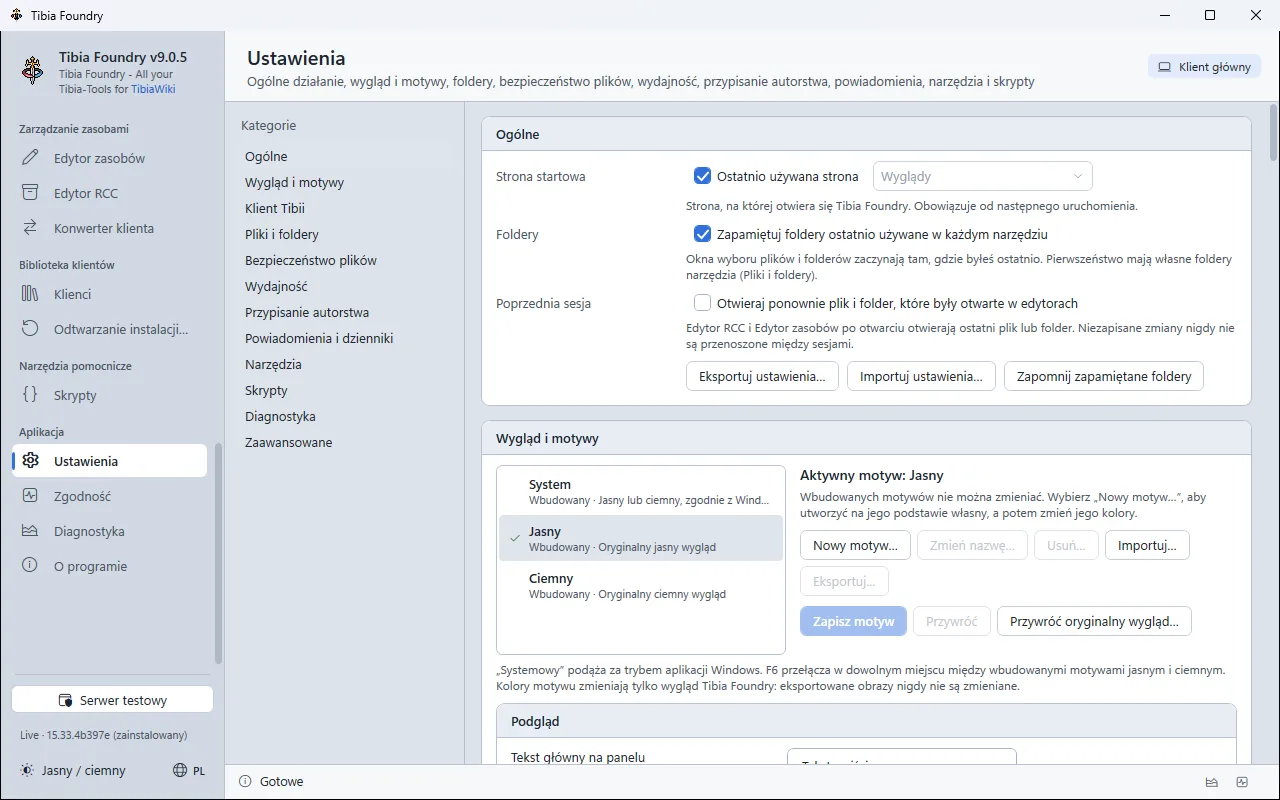 Tibia Foundry
Tibia Foundry v9.0.5
Tibia Foundry - All your
Tibia-Tools for TibiaWiki
Zarządzanie zasobami
Edytor zasobów
Edytor RCC
Konwerter klienta
Biblioteka klientów
Klienci
Odtwarzanie instalacji...
Narzędzia pomocnicze
Skrypty
Aplikacja
Ustawienia
Zgodność
Diagnostyka
O programie
Serwer testowy
Live · 15.33.4b397e (zainstalowany)
Jasny / ciemny
PL
Ustawienia
Ogólne działanie, wygląd i motywy, foldery, bezpieczeństwo plików, wydajność, przypisanie autorstwa, powiadomienia, narzędzia i skrypty
Klient główny
Kategorie
Ogólne
Wygląd i motywy
Klient Tibii
Pliki i foldery
Bezpieczeństwo plików
Wydajność
Przypisanie autorstwa
Powiadomienia i dzienniki
Narzędzia
Skrypty
Diagnostyka
Zaawansowane
Ogólne
Strona startowa
Ostatnio używana strona
Wyglądy
Strona, na której otwiera się Tibia Foundry. Obowiązuje od następnego uruchomienia.
Foldery
Zapamiętuj foldery ostatnio używane w każdym narzędziu
Okna wyboru plików i folderów zaczynają tam, gdzie byłeś ostatnio. Pierwszeństwo mają własne foldery
narzędzia (Pliki i foldery).
Poprzednia sesja
Otwieraj ponownie plik i folder, które były otwarte w edytorach
Edytor RCC i Edytor zasobów po otwarciu otwierają ostatni plik lub folder. Niezapisane zmiany nigdy nie
są przenoszone między sesjami.
Eksportuj ustawienia...
Importuj ustawienia...
Zapomnij zapamiętane foldery
Wygląd i motywy
System
Wbudowany · Jasny lub ciemny, zgodnie z Wind...
Jasny
Wbudowany · Oryginalny jasny wygląd
Ciemny
Wbudowany · Oryginalny ciemny wygląd
Aktywny motyw: Jasny
Wbudowanych motywów nie można zmieniać. Wybierz „Nowy motyw...”, aby
utworzyć na jego podstawie własny, a potem zmień jego kolory.
Nowy motyw...
Zmień nazwę...
Usuń...
Importuj...
Eksportuj...
Zapisz motyw
Przywróć
Przywróć oryginalny wygląd...
„Systemowy” podąża za trybem aplikacji Windows. F6 przełącza w dowolnym miejscu między wbudowanymi motywami jasnym i ciemnym.
Kolory motywu zmieniają tylko wygląd Tibia Foundry: eksportowane obrazy nigdy nie są zmieniane.
Podgląd
Tekst główny na panelu
Gotowe